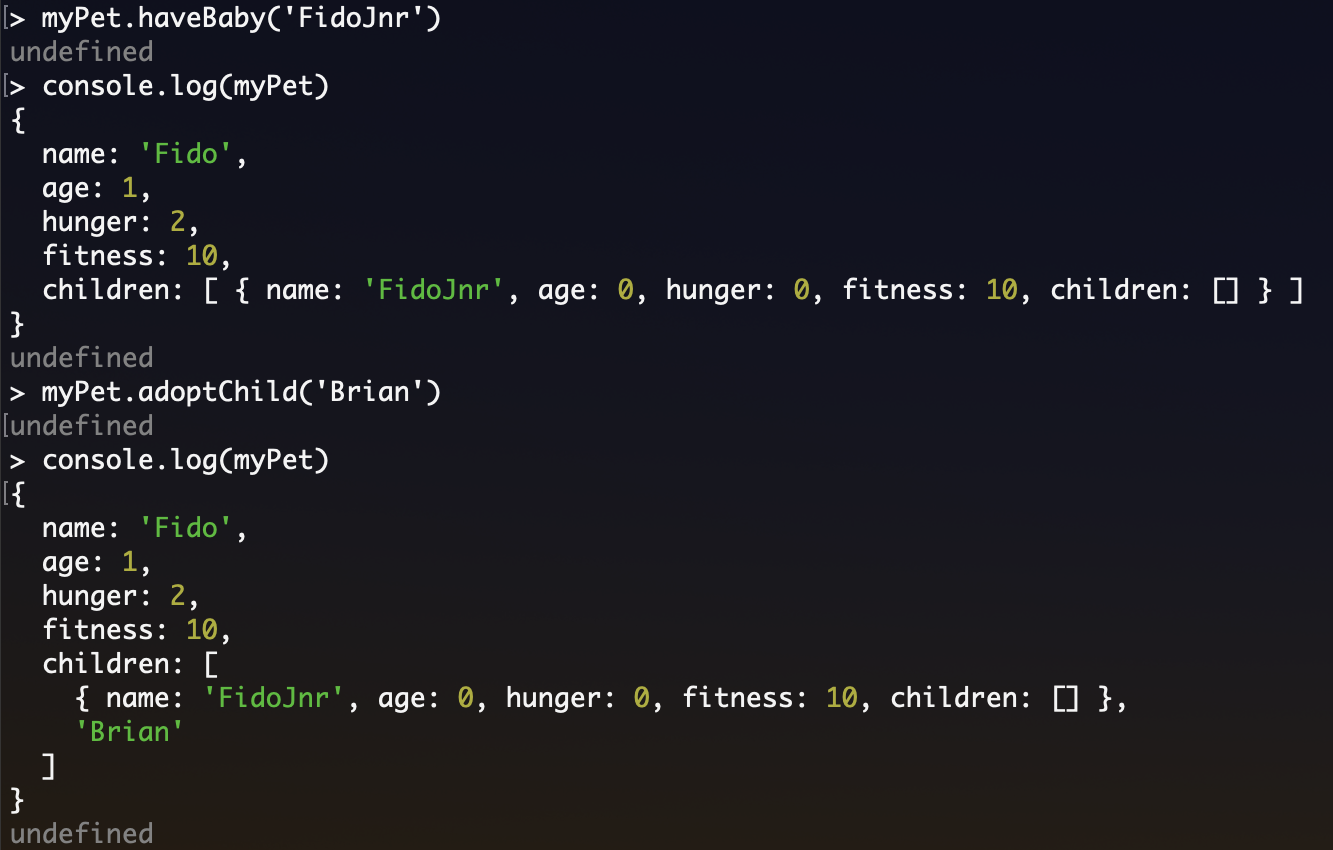 > myPet.haveBaby('FidoJnr')
undefined
> console.log(myPet)
{
  name: 'Fido',
  age: 1,
  hunger: 2,
  fitness: 10,
  children: [ { name: 'FidoJnr', age: 0, hunger: 0, fitness: 10, children: [] } ]
}
undefined
> myPet.adoptChild('Brian')
undefined
> console.log(myPet)
{
  name: 'Fido',
  age: 1,
  hunger: 2,
  fitness: 10,
  children: [
    { name: 'FidoJnr', age: 0, hunger: 0, fitness: 10, children: [] },
    'Brian'
  ]
}
undefined